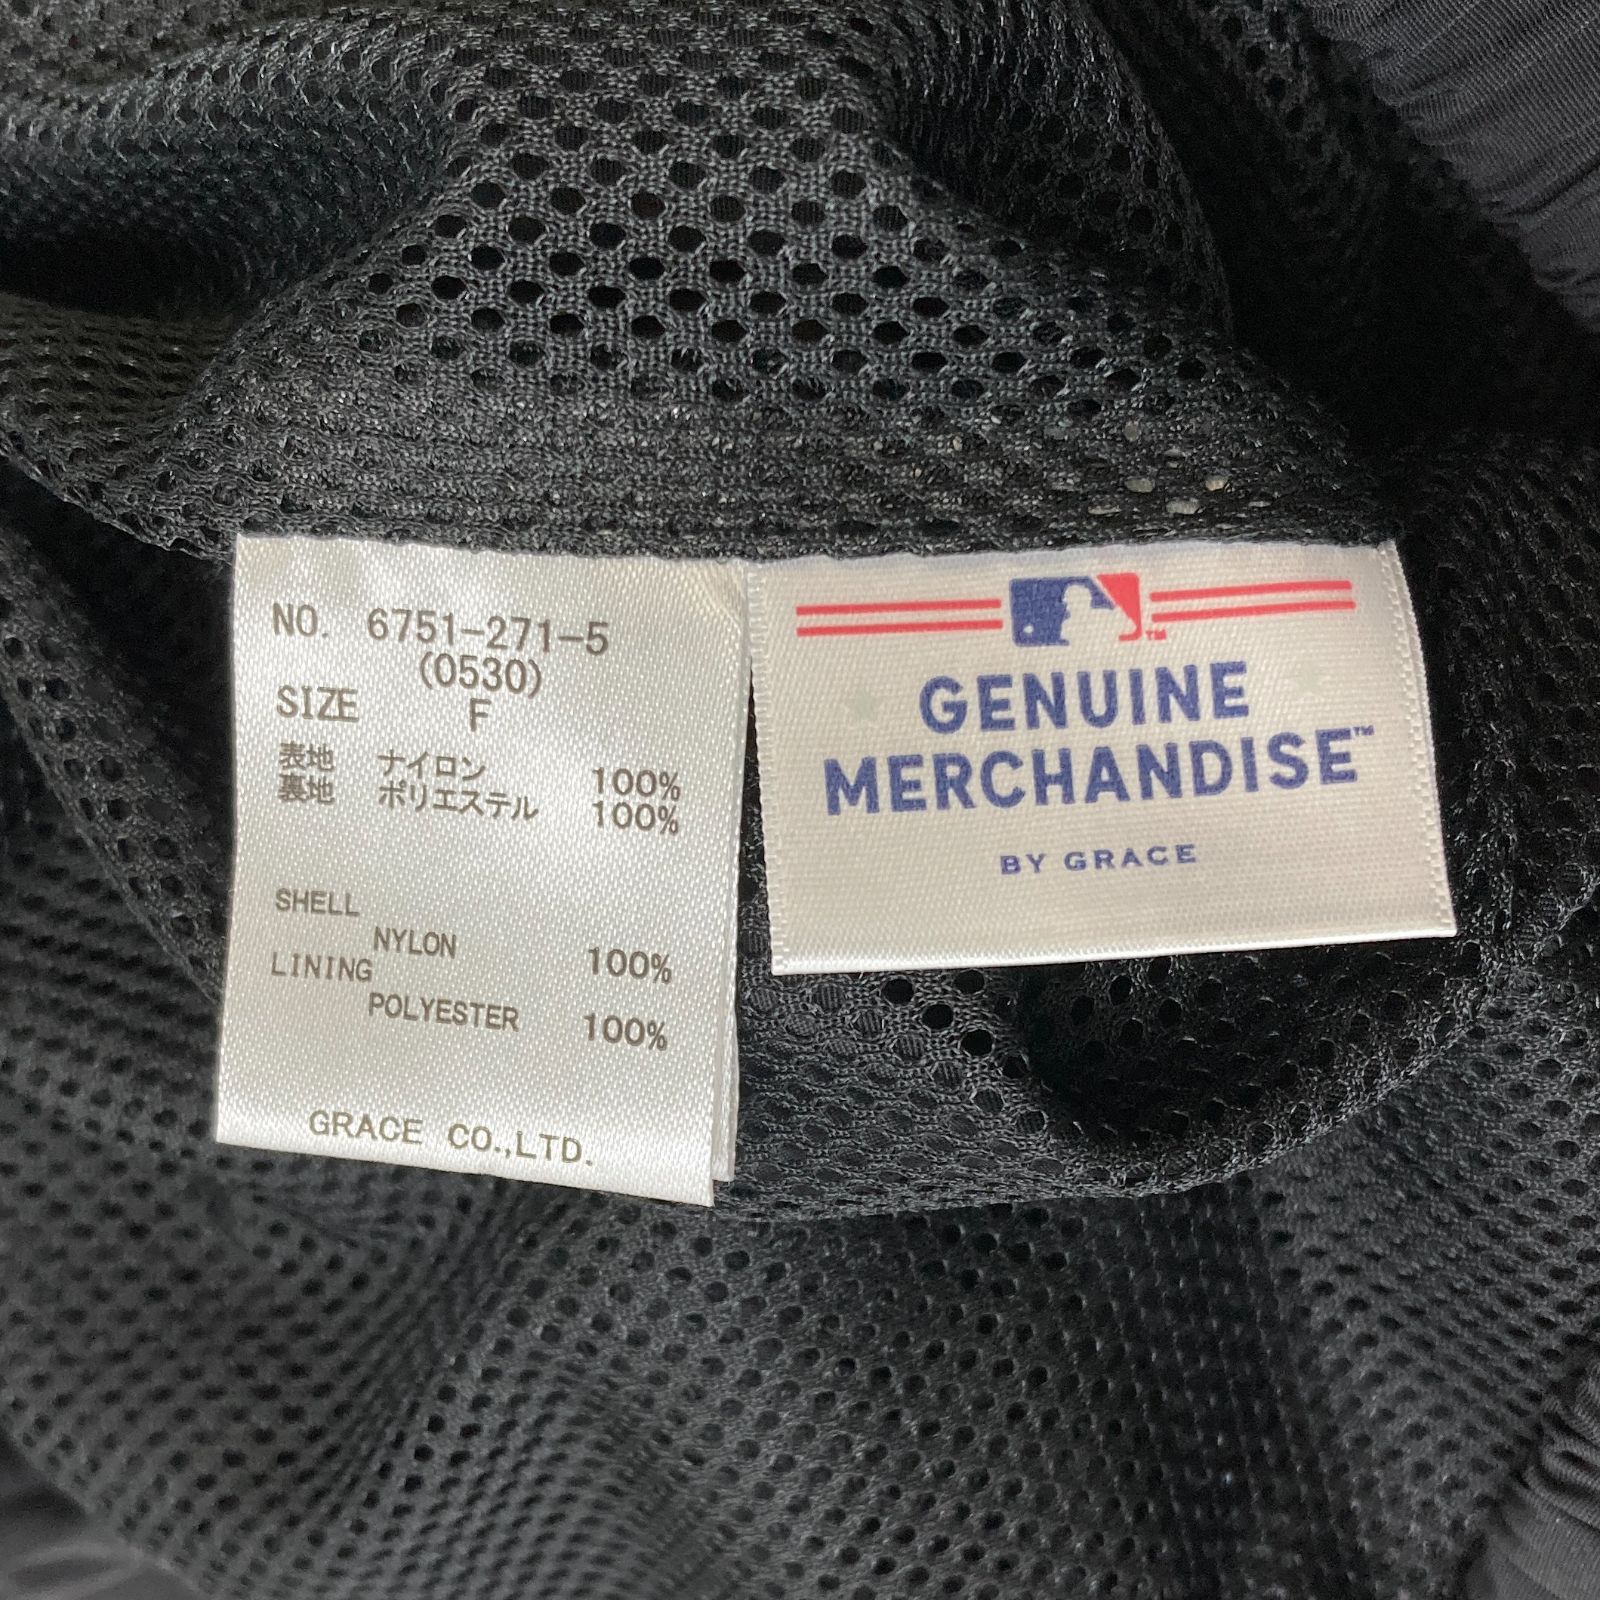 NO. 6751-271-5
(0530)
SIZE F
表地 ナイロン 100%
裏地 ポリエステル 100%
SHELL
NYLON 100%
LINING
POLYESTER 100%
GRACE CO.,LTD.
TM
GENUINE
MERCHANDISE™
BY GRACE